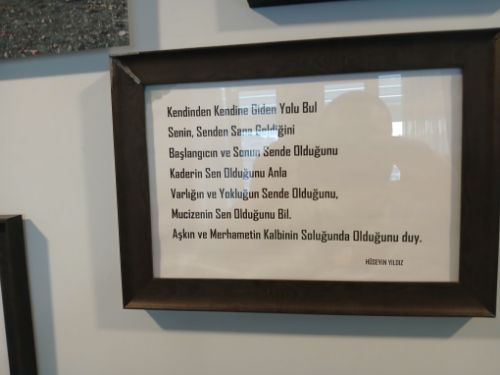 Kendinden Kendine Giden Yolu Bul
Senin, Senden Sana Geldiğini
Başlangıcın ve Sonun Sende Olduğunu
Kaderin Sen Olduğunu Anla
Varlığın ve Yokluğun Sende Olduğunu,
Mucizenin Sen Olduğunu Bil.
Aşkın ve Merhametin Kalbinin Soluğunda Olduğunu duy.
HÜSEYİN YILDIZ